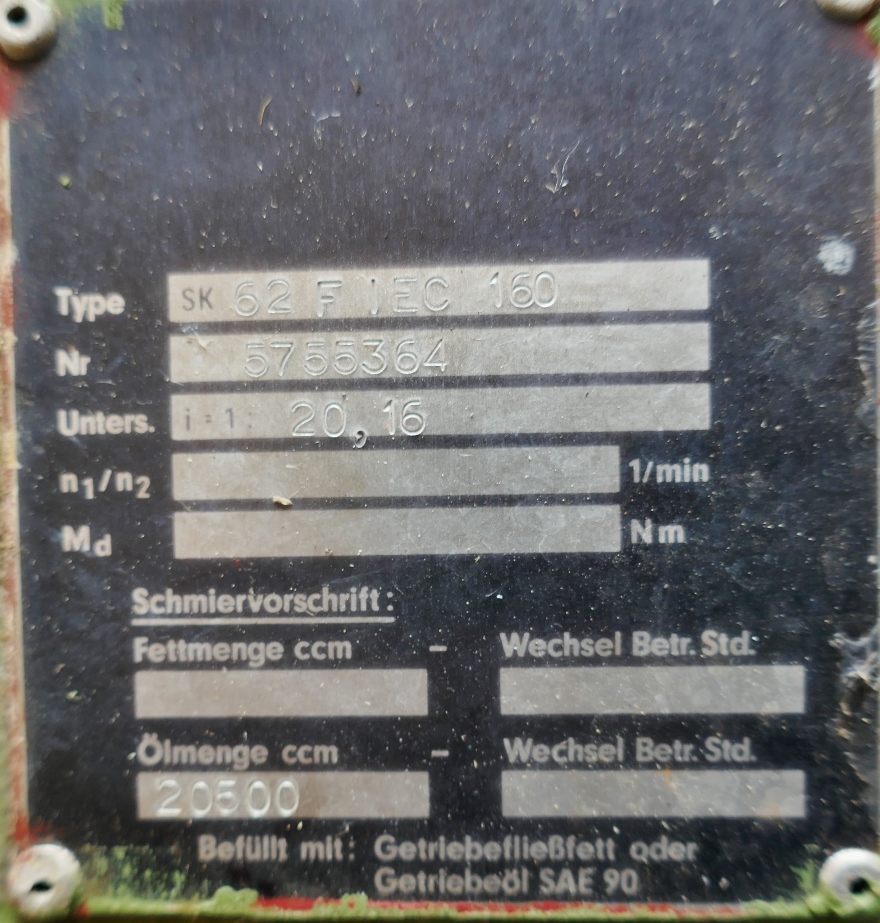 Type SK 62 F IEC 160
Nr 5755364
Unters. i = 1: 20,16
n1/n2 1/min
Md Nm
Schmiervorschrift:
Fettmenge ccm - Wechsel Betr. Std.
Ölmenge ccm - Wechsel Betr. Std.
20500
Befüllt mit: Getriebefließfett oder
Getriebeöl SAE 90